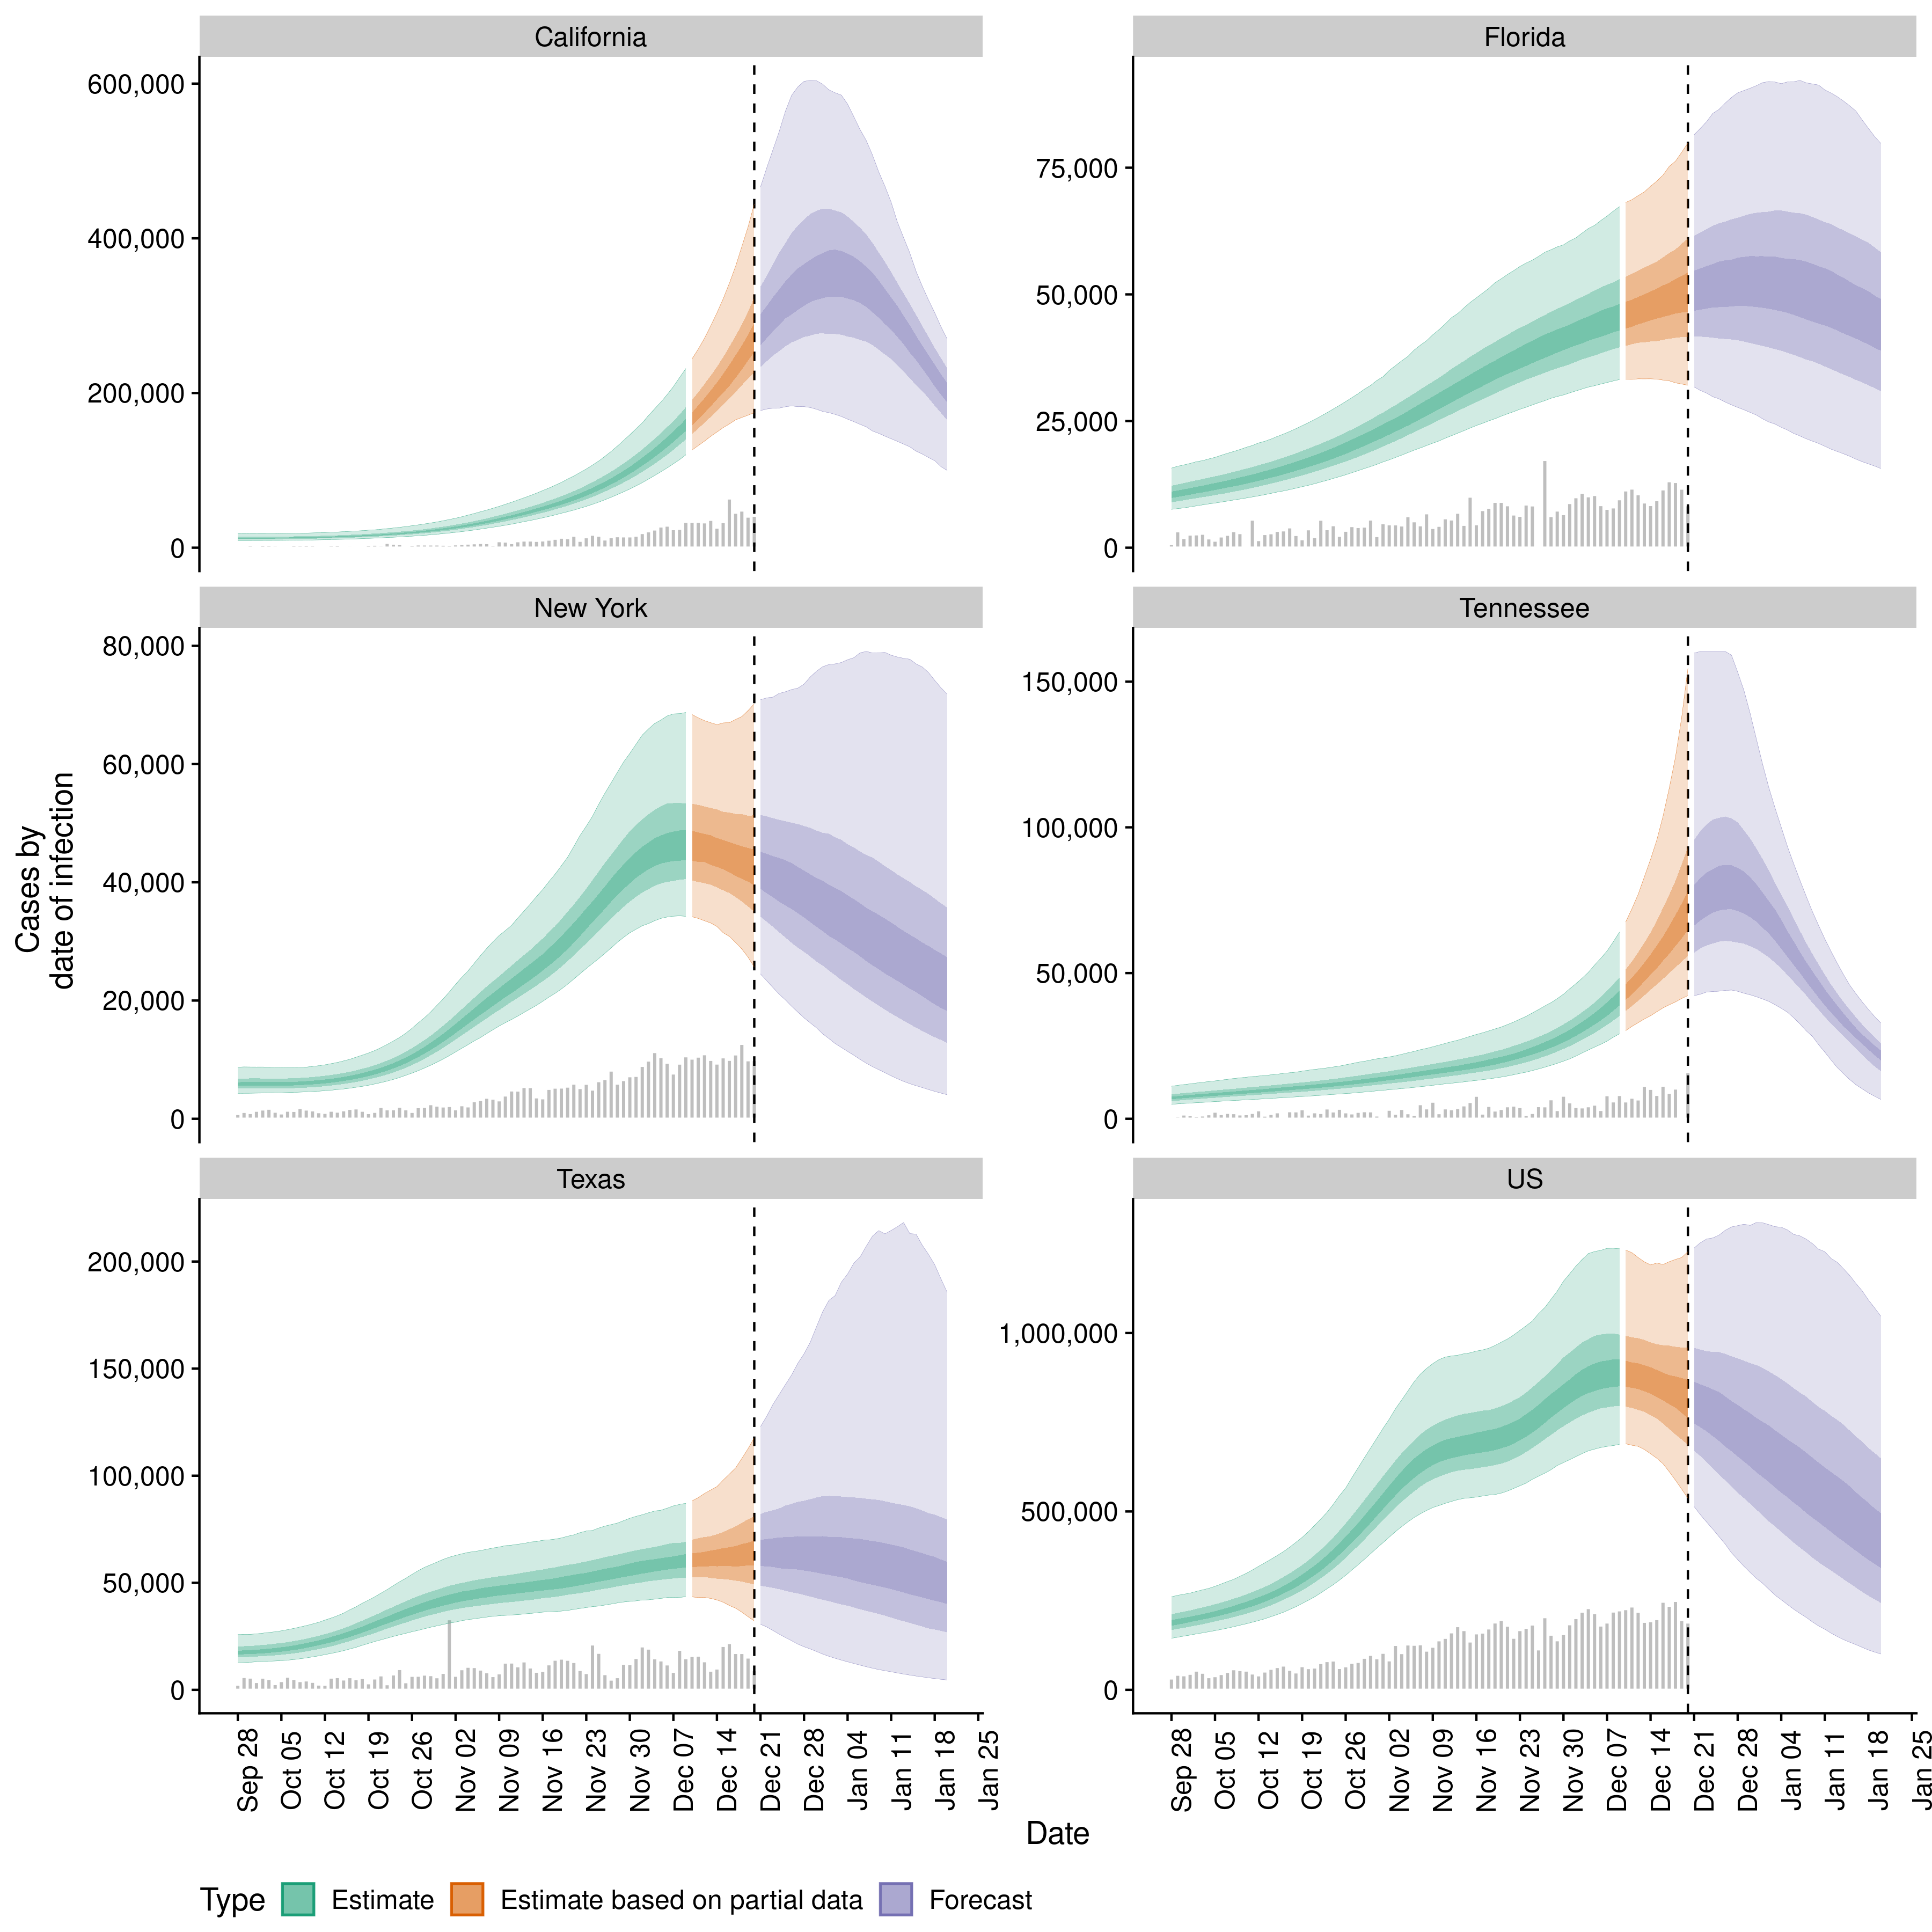 California
Florida
600,000
400,000
200,000
0
75,000
50,000
25,000
0
New York
Tennessee
80,000
60,000
40,000
20,000
0
150,000
100,000
50,000
0
Cases by
date of infection
Texas
US
200,000
150,000
100,000
50,000
0
1,000,000
500,000
0
Sep 28
Oct 05
Oct 12
Oct 19
Oct 26
Nov 02
Nov 09
Nov 16
Nov 23
Nov 30
Dec 07
Dec 14
Dec 21
Dec 28
Jan 04
Jan 11
Jan 18
Jan 25
Sep 28
Oct 05
Oct 12
Oct 19
Oct 26
Nov 02
Nov 09
Nov 16
Nov 23
Nov 30
Dec 07
Dec 14
Dec 21
Dec 28
Jan 04
Jan 11
Jan 18
Jan 25
Date
Type Estimate Estimate based on partial data Forecast